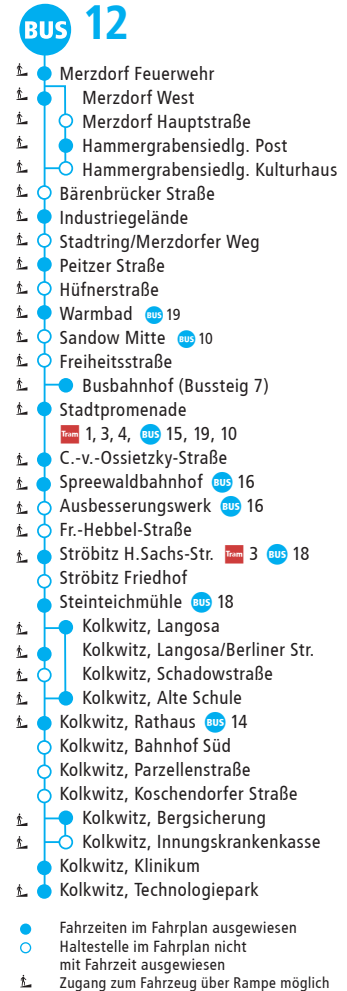 BUS 12
Merzdorf Feuerwehr
Merzdorf West
Merzdorf Hauptstraße
Hammergrabensiedlg. Post
Hammergrabensiedlg. Kulturhaus
Bärenbrücker Straße
Industriegelände
Stadtring/Merzdorfer Weg
Peitzer Straße
Hüfnerstraße
Warmbad BUS 19
Sandow Mitte BUS 10
Freiheitsstraße
Busbahnhof (Bussteig 7)
Stadtpromenade
Tram 1, 3, 4, BUS 15, 19, 10
C.-v.-Ossietzky-Straße
Spreewaldbahnhof BUS 16
Ausbesserungswerk BUS 16
Fr.-Hebbel-Straße
Ströbitz H.Sachs-Str. Tram 3 BUS 18
Ströbitz Friedhof
Steinteichmühle BUS 18
Kolkwitz, Langosa
Kolkwitz, Langosa/Berliner Str.
Kolkwitz, Schadowstraße
Kolkwitz, Alte Schule
Kolkwitz, Rathaus BUS 14
Kolkwitz, Bahnhof Süd
Kolkwitz, Parzellenstraße
Kolkwitz, Koschendorfer Straße
Kolkwitz, Bergsicherung
Kolkwitz, Innungskrankenkasse
Kolkwitz, Klinikum
Kolkwitz, Technologiepark
Fahrzeiten im Fahrplan ausgewiesen
Haltestelle im Fahrplan nicht
mit Fahrzeit ausgewiesen
Zugang zum Fahrzeug über Rampe möglich